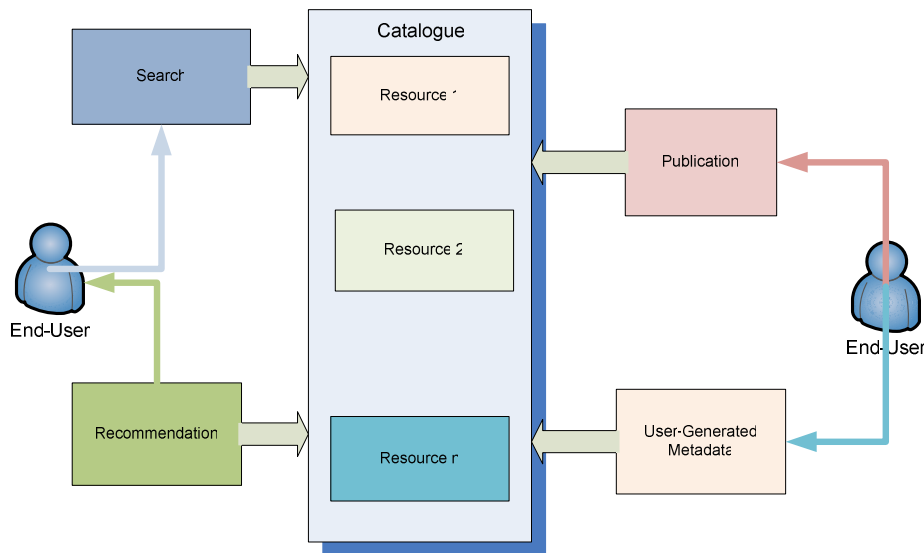 Catalogue
Search
Resource 1
Publication
Resource 2
End-User
End-User
Recommendation
Resource n
User-Generated
Metadata